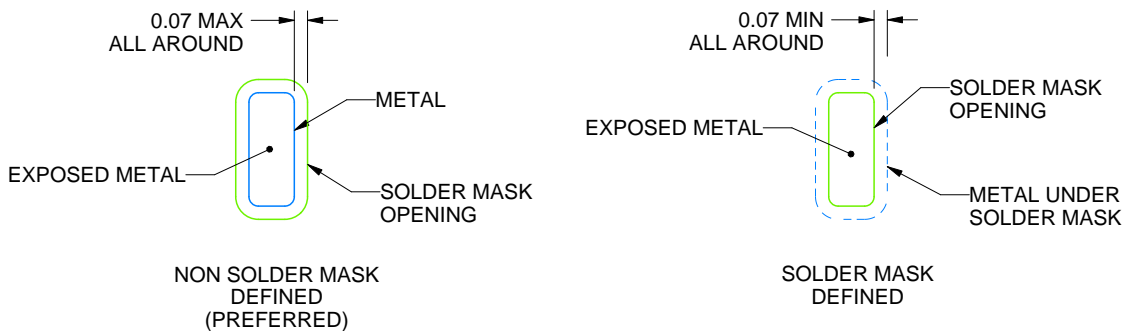 0.07 MAX
ALL AROUND
METAL
EXPOSED METAL
SOLDER MASK
OPENING
NON SOLDER MASK
DEFINED
(PREFERRED)
0.07 MIN
ALL AROUND
SOLDER MASK
OPENING
EXPOSED METAL
METAL UNDER
SOLDER MASK
SOLDER MASK
DEFINED